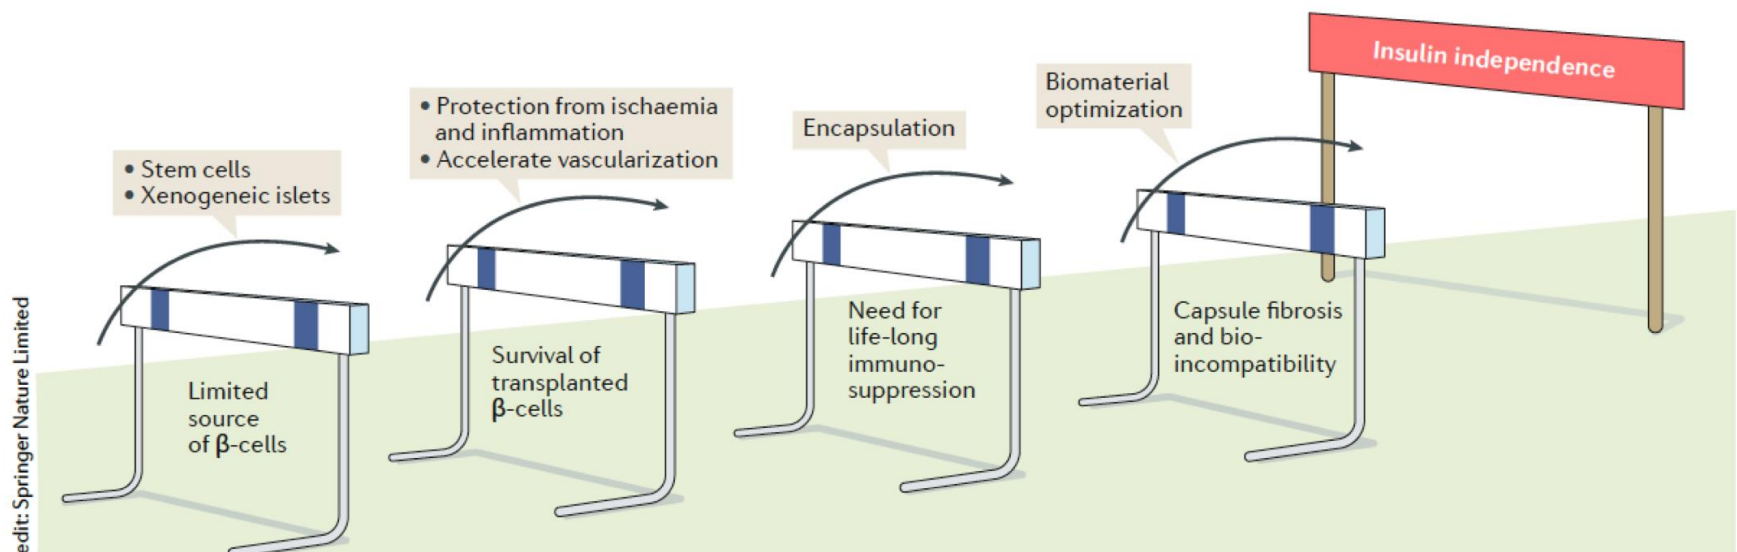 • Stem cells
• Xenogeneic islets
Limited
source
of β-cells
• Protection from ischaemia
and inflammation
• Accelerate vascularization
Survival of
transplanted
β-cells
Encapsulation
Need for
life-long
immuno-
suppression
Biomaterial
optimization
Capsule fibrosis
and bio-
incompatibility
Insulin independence
edit: Springer Nature Limited